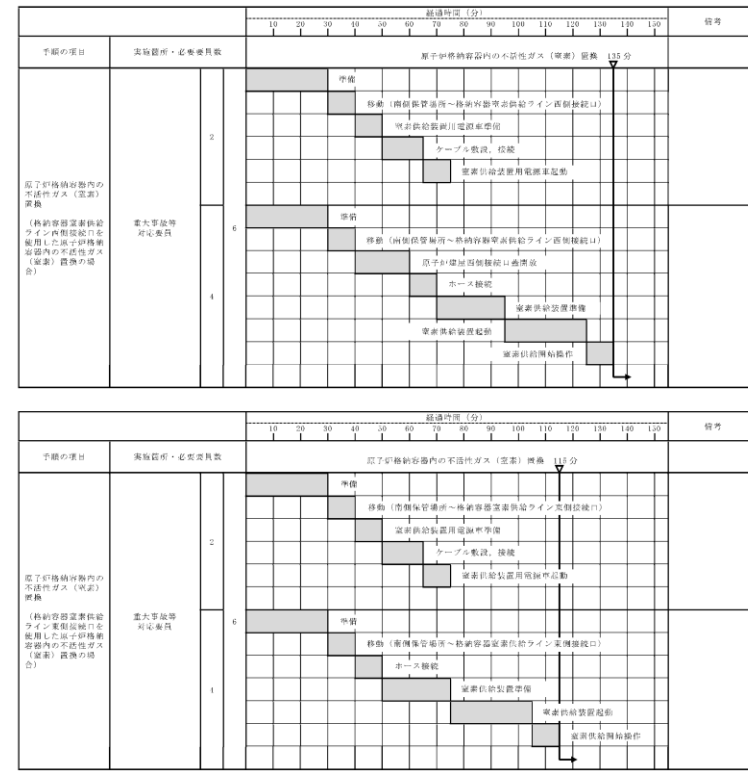 経過時間（分）
10 20 30 40 50 60 70 80 90 100 110 120 130 140 150
備考
手順の項目
実施箇所・必要要員数
原子炉格納容器内の不活性ガス（窒素）置換 135分
準備
移動（南側保管場所～格納容器窒素供給ライン西側接続口）
窒素供給装置用電源車準備
2
ケーブル敷設、接続
窒素供給装置用電源車起動
原子炉格納容器内の
不活性ガス（窒素）
置換
（格納容器窒素供給
ライン西側接続口を
使用した原子炉格納
容器内の不活性ガス
（窒素）置換の場
合）
重大事故等
対応要員
6
準備
移動（南側保管場所～格納容器窒素供給ライン西側接続口）
原子炉建屋西側接続口蓋開放
ホース接続
4
窒素供給装置準備
窒素供給装置起動
窒素供給開始操作
経過時間（分）
10 20 30 40 50 60 70 80 90 100 110 120 130 140 150
備考
手順の項目
実施箇所・必要要員数
原子炉格納容器内の不活性ガス（窒素）置換 115分
準備
移動（南側保管場所～格納容器窒素供給ライン東側接続口）
窒素供給装置用電源車準備
2
ケーブル敷設、接続
窒素供給装置用電源車起動
原子炉格納容器内の
不活性ガス（窒素）
置換
（格納容器窒素供給
ライン東側接続口を
使用した原子炉格納
容器内の不活性ガス
（窒素）置換の場
合）
重大事故等
対応要員
6
準備
移動（南側保管場所～格納容器窒素供給ライン東側接続口）
ホース接続
4
窒素供給装置準備
窒素供給装置起動
窒素供給開始操作